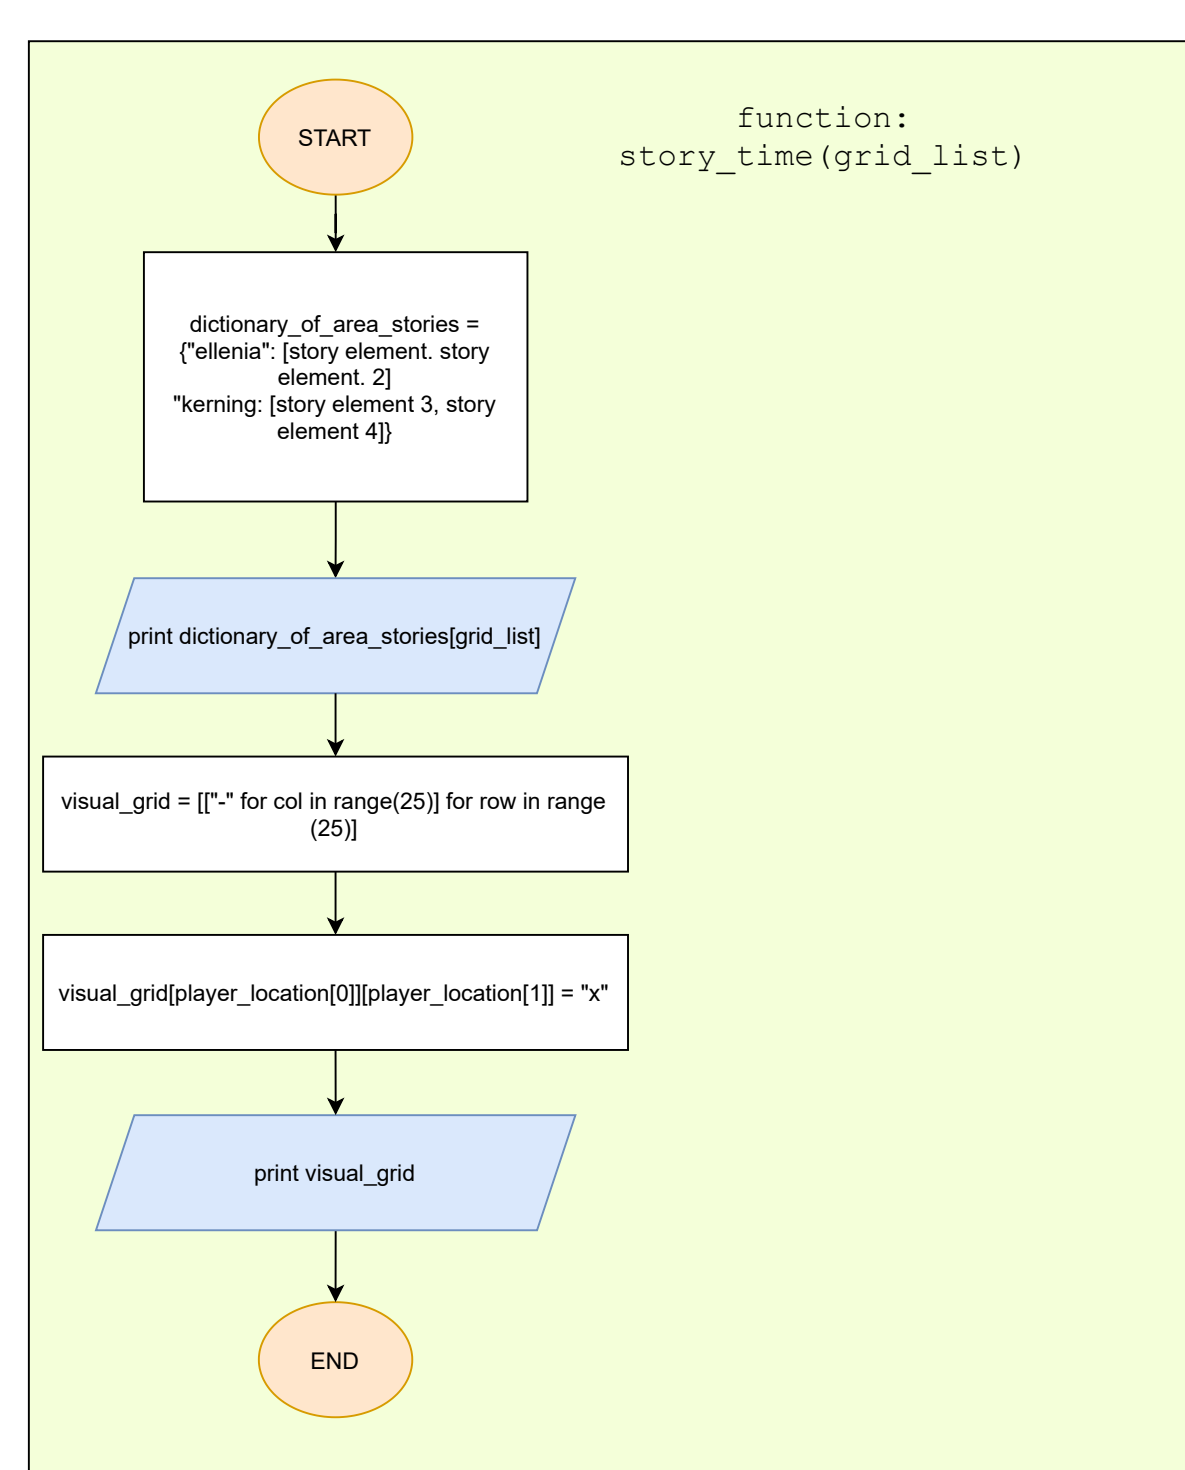 START
function:
story_time(grid_list)
dictionary_of_area_stories =
{"ellenia": [story element. story
element. 2]
"kerning: [story element 3, story
element 4]}
print dictionary_of_area_stories[grid_list]
visual_grid = [["-" for col in range(25)] for row in range
(25)]
visual_grid[player_location[0]][player_location[1]] = "x"
print visual_grid
END